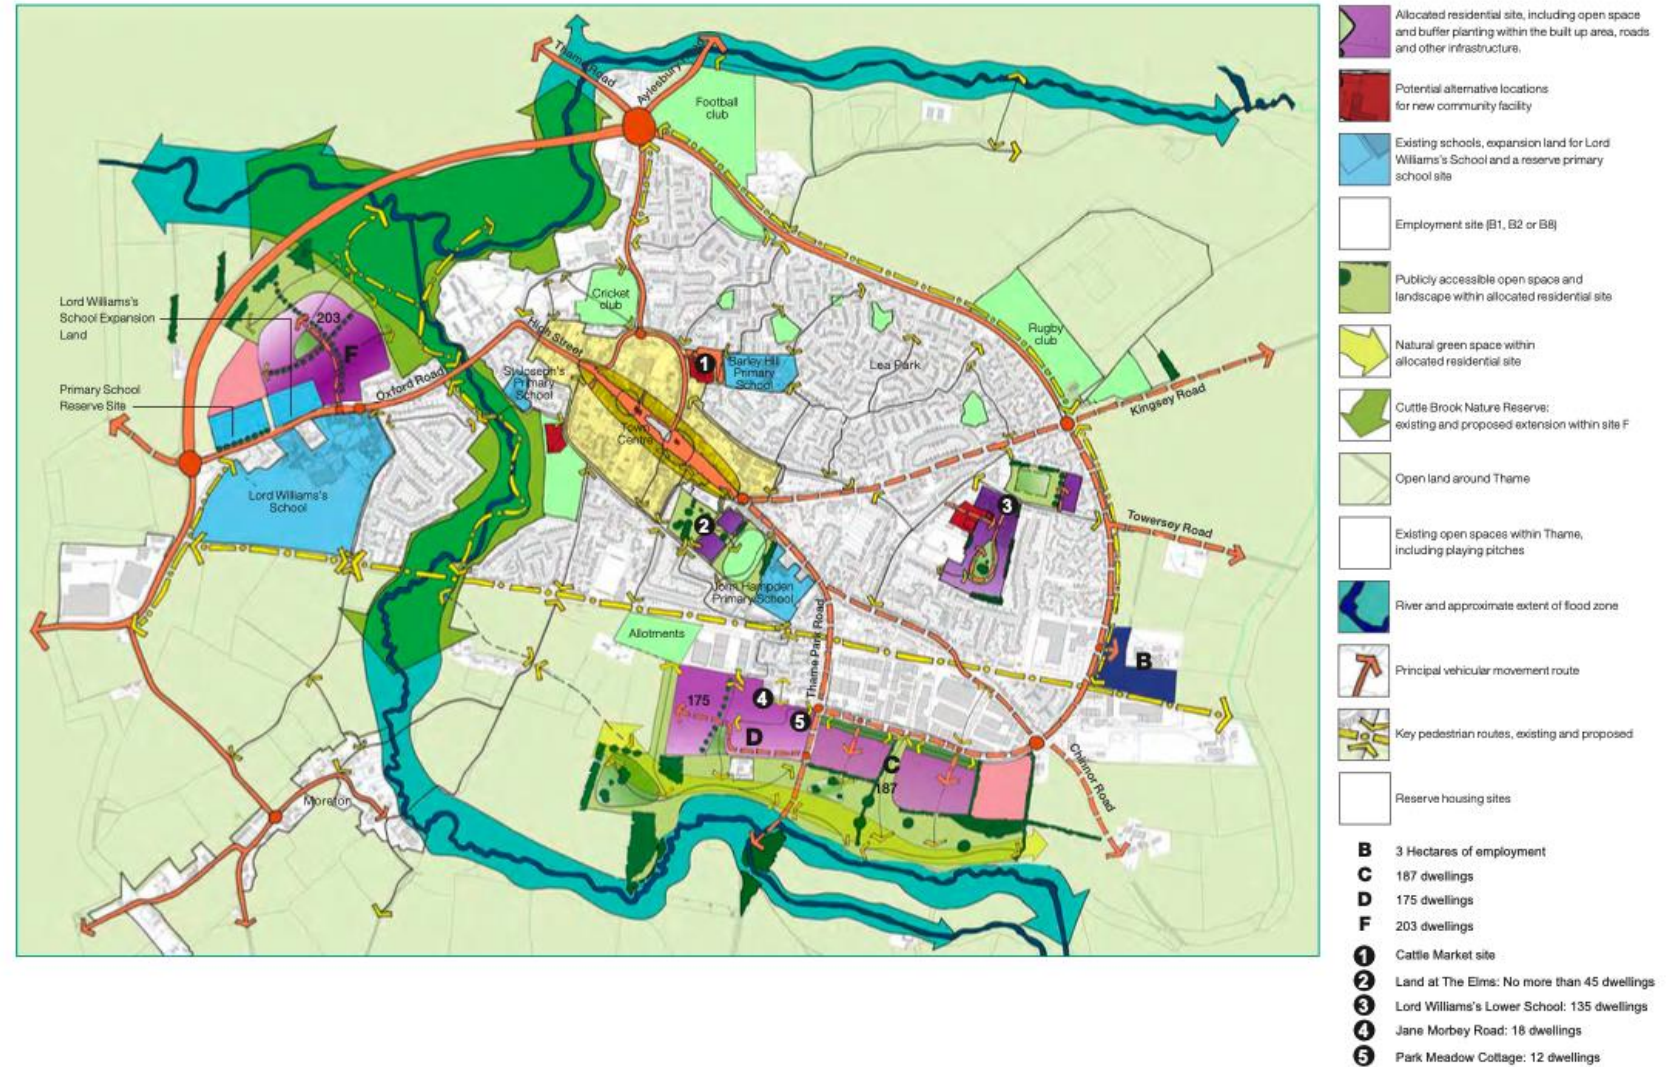 Thame Road
Aylesbury
Football
club
Cricket
club
High Street
Lord Williams's
School Expansion
Land
203
F
Primary School
Reserve Site
Oxford Road
St Joseph's
Primary
School
1
Barley Hill
Primary
School
Lea Park
Rugby
club
Kingsey Road
Town
Centre
Lord Williams's
School
2
3
Towersey Road
John Hampden
Primary School
Allotments
Thame Park Road
B
175
4
5
D
C
187
Chinnor Road
Moreton
Allocated residential site, including open space
and buffer planting within the built up area, roads
and other infrastructure.
Potential alternative locations
for new community facility
Existing schools, expansion land for Lord
Williams's School and a reserve primary
school site
Employment site (B1, B2 or B8)
Publicly accessible open space and
landscape within allocated residential site
Natural green space within
allocated residential site
Cuttle Brook Nature Reserve:
existing and proposed extension within site F
Open land around Thame
Existing open spaces within Thame,
including playing pitches
River and approximate extent of flood zone
Principal vehicular movement route
Key pedestrian routes, existing and proposed
Reserve housing sites
B 3 Hectares of employment
C 187 dwellings
D 175 dwellings
F 203 dwellings
1 Cattle Market site
2 Land at The Elms: No more than 45 dwellings
3 Lord Williams's Lower School: 135 dwellings
4 Jane Morbey Road: 18 dwellings
5 Park Meadow Cottage: 12 dwellings